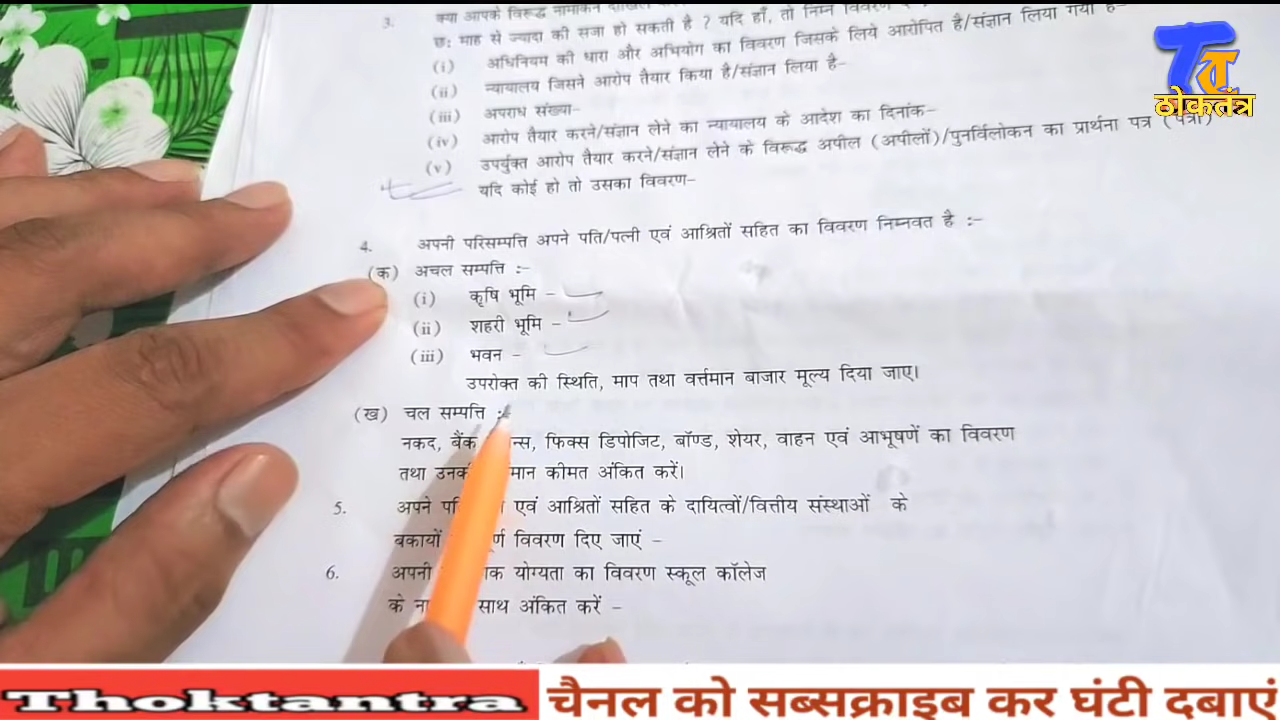 3. क्या आपके विरूद्ध नामांकन दाखिल
छः माह से ज्यादा की सजा हो सकती है ? यदि हाँ, तो निम्न विवरण
(i) अधिनियम की धारा और अभियोग का विवरण जिसके लिये आरोपित है/संज्ञान लिया गया है-
(ii) न्यायालय जिसने आरोप तैयार किया है/संज्ञान लिया है-
(iii) अपराध संख्या-
(iv) आरोप तैयार करने/संज्ञान लेने का न्यायालय के आदेश का दिनांक-
(v) उपर्युक्त आरोप तैयार करने/संज्ञान लेने के विरूद्ध अपील (अपीलों)/पुनर्विलोकन का प्रार्थना पत्र (पत्रों)
यदि कोई हो तो उसका विवरण-
4. अपनी परिसम्पत्ति अपने पति/पत्नी एवं आश्रितों सहित का विवरण निम्नवत है :-
(क) अचल सम्पत्ति :-
(i) कृषि भूमि -
(ii) शहरी भूमि -
(iii) भवन -
उपरोक्त की स्थिति, माप तथा वर्त्तमान बाजार मूल्य दिया जाए।
(ख) चल सम्पत्ति :-
नकद, बैंक न्स, फिक्स डिपोजिट, बॉण्ड, शेयर, वाहन एवं आभूषणें का विवरण
तथा उनकी मान कीमत अंकित करें।
5. अपने एवं आश्रितों सहित के दायित्वों/वित्तीय संस्थाओं के
बकायों विवरण दिए जाएं -
6. अपनी योग्यता का विवरण स्कूल कॉलेज
के साथ अंकित करें -
ठोकतंत्र
Thoktantra चैनल को सब्सक्राइब कर घंटी दबाएं